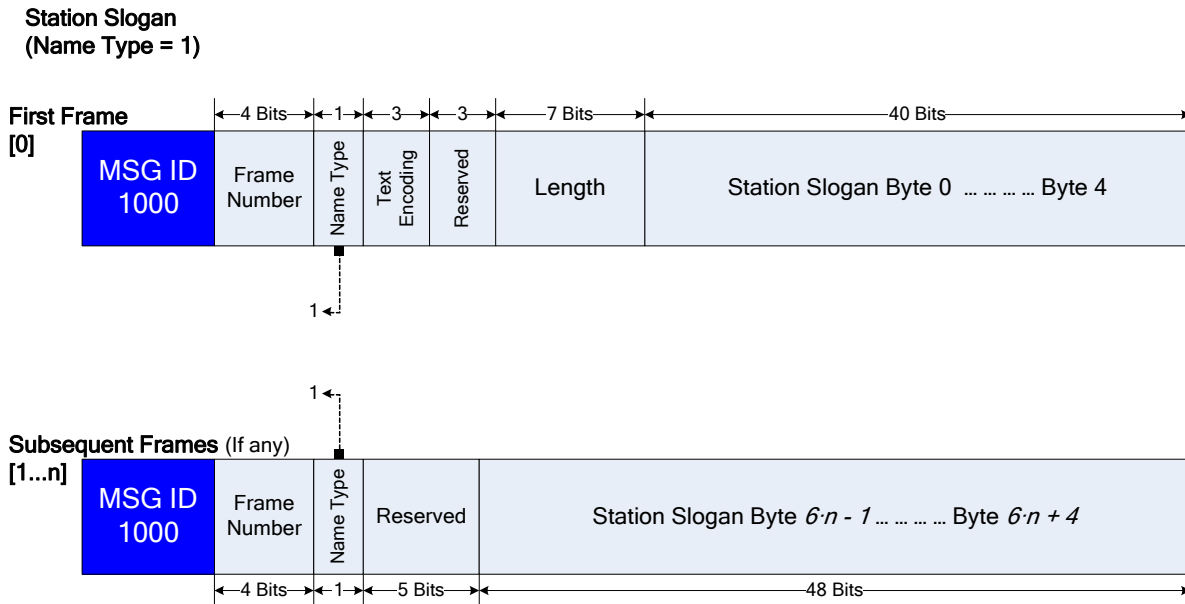 Station Slogan
(Name Type = 1)
First Frame
[0]
4 Bits
1
3
3
7 Bits
40 Bits
MSG ID
1000
Frame
Number
Name Type
Text
Encoding
Reserved
Length
Station Slogan Byte 0 ... ... ... ... Byte 4
1
1
Subsequent Frames (If any)
[1...n]
MSG ID
1000
Frame
Number
Name Type
Reserved
Station Slogan Byte 6·n - 1 ... ... ... ... Byte 6·n + 4
4 Bits
1
5 Bits
48 Bits